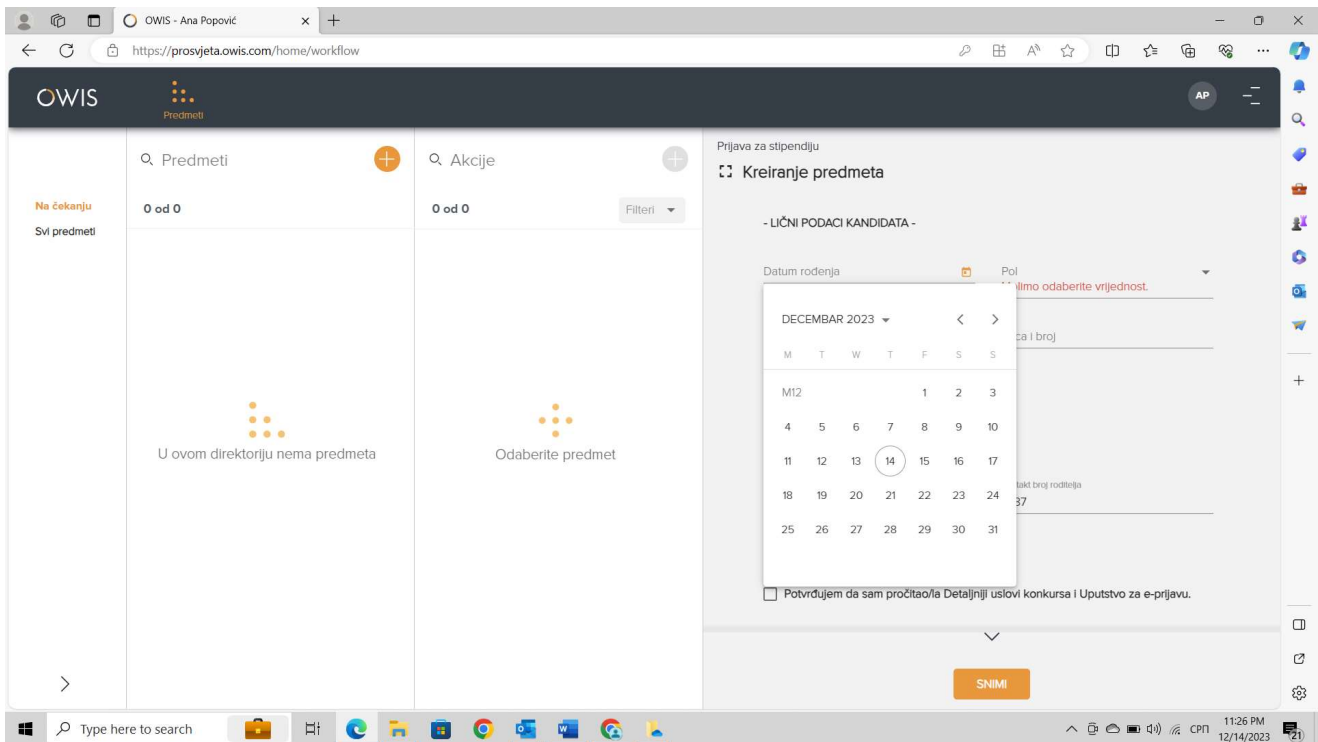 OWIS - Ana Popović
https://prosvjeta.owis.com/home/workflow
OWIS
Predmeti
AP
Na čekanju
Svi predmeti
Predmeti
0 od 0
U ovom direktoriju nema predmeta
Akcije
0 od 0
Filteri
Odaberite predmet
Prijava za stipendiju
Kreiranje predmeta
- LIČNI PODACI KANDIDATA -
Datum rođenja
Pol
limo odaberite vrijednost.
ca i broj
DECEMBAR 2023
M T W T F S S
M12 1 2 3
4 5 6 7 8 9 10
11 12 13 14 15 16 17
18 19 20 21 22 23 24
25 26 27 28 29 30 31
takt broj roditelja
37
Potvrđujem da sam pročitao/la Detaljniji uslovi konkursa i Uputstvo za e-prijavu.
SNIMI
Type here to search
СРП
11:26 PM
12/14/2023
21